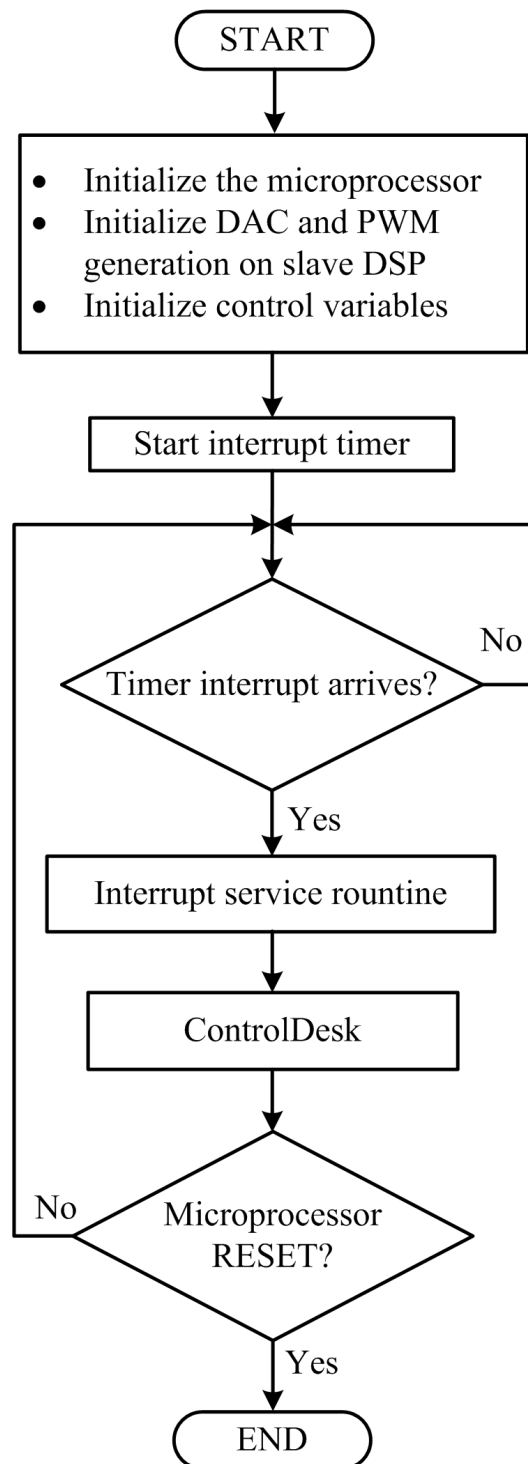 START
• Initialize the microprocessor
• Initialize DAC and PWM
generation on slave DSP
• Initialize control variables
Start interrupt timer
No
Timer interrupt arrives?
Yes
Interrupt service rountine
ControlDesk
No
Microprocessor
RESET?
Yes
END